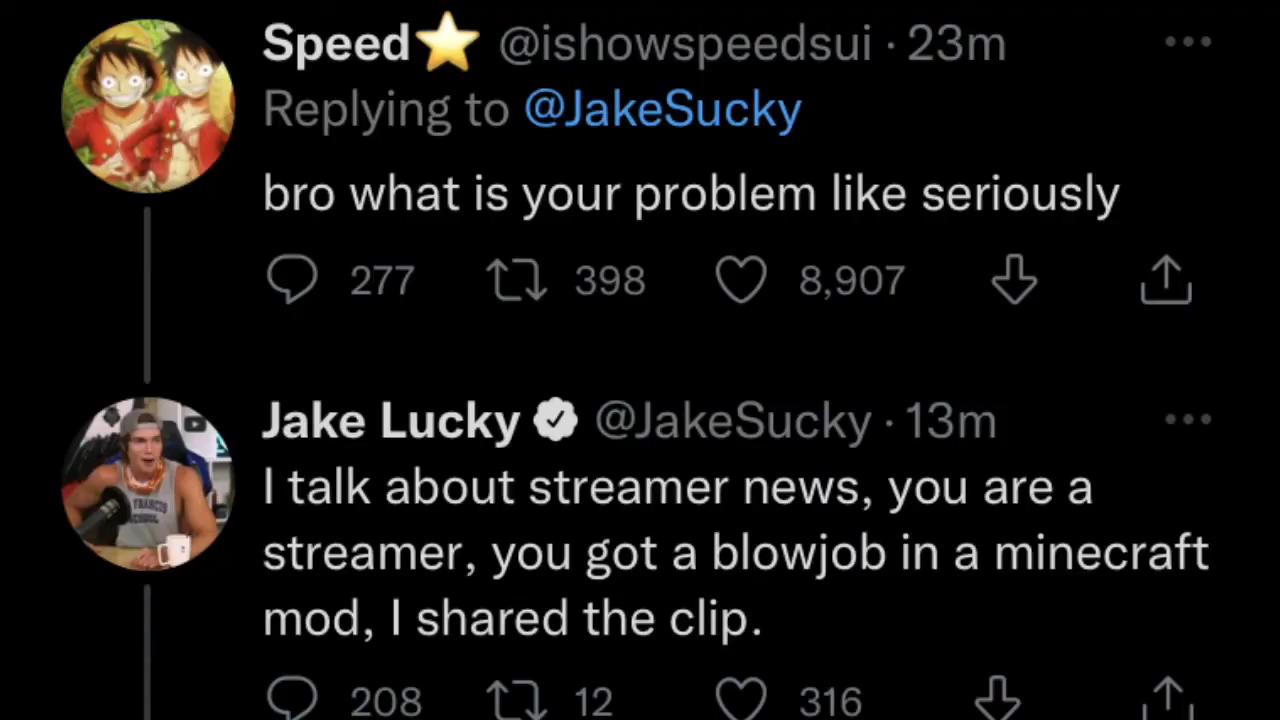 Speed⭐ @ishowspeedsui · 23m
Replying to @JakeSucky
bro what is your problem like seriously
277 398 8,907
Jake Lucky @JakeSucky · 13m
I talk about streamer news, you are a
streamer, you got a blowjob in a minecraft
mod, I shared the clip.
208 12 316